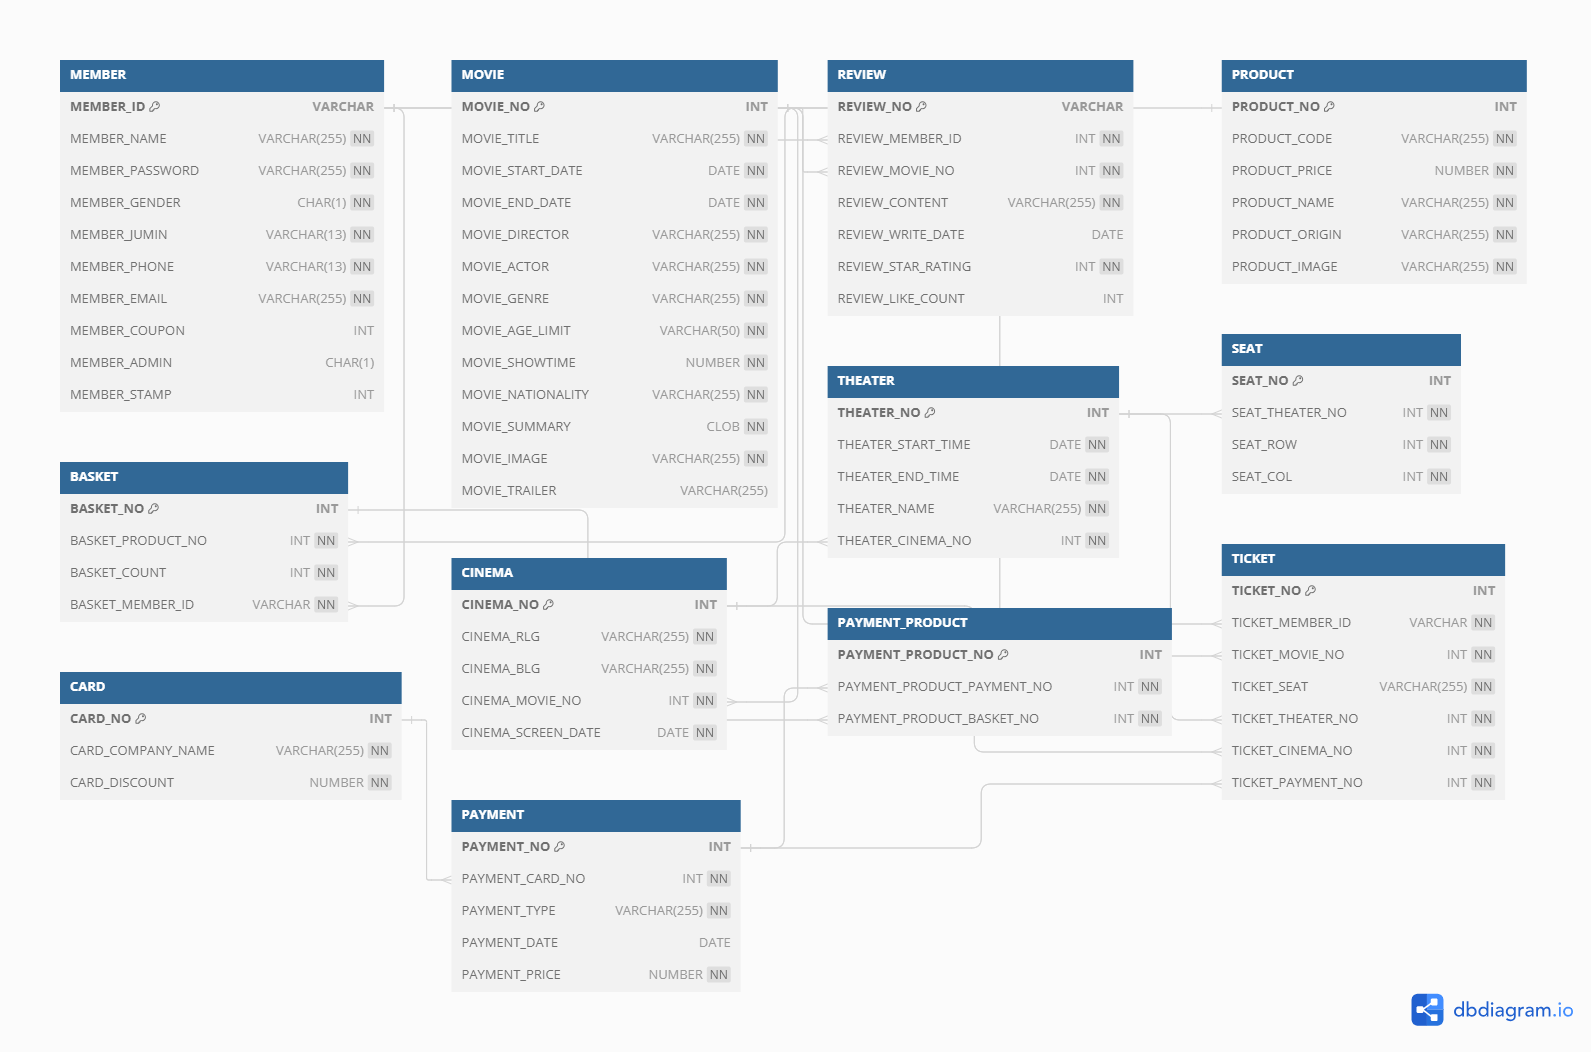 MEMBER
MEMBER_ID VARCHAR
MEMBER_NAME VARCHAR(255) NN
MEMBER_PASSWORD VARCHAR(255) NN
MEMBER_GENDER CHAR(1) NN
MEMBER_JUMIN VARCHAR(13) NN
MEMBER_PHONE VARCHAR(13) NN
MEMBER_EMAIL VARCHAR(255) NN
MEMBER_COUPON INT
MEMBER_ADMIN CHAR(1)
MEMBER_STAMP INT
MOVIE
MOVIE_NO INT
MOVIE_TITLE VARCHAR(255) NN
MOVIE_START_DATE DATE NN
MOVIE_END_DATE DATE NN
MOVIE_DIRECTOR VARCHAR(255) NN
MOVIE_ACTOR VARCHAR(255) NN
MOVIE_GENRE VARCHAR(255) NN
MOVIE_AGE_LIMIT VARCHAR(50) NN
MOVIE_SHOWTIME NUMBER NN
MOVIE_NATIONALITY VARCHAR(255) NN
MOVIE_SUMMARY CLOB NN
MOVIE_IMAGE VARCHAR(255) NN
MOVIE_TRAILER VARCHAR(255)
REVIEW
REVIEW_NO VARCHAR
REVIEW_MEMBER_ID INT NN
REVIEW_MOVIE_NO INT NN
REVIEW_CONTENT VARCHAR(255) NN
REVIEW_WRITE_DATE DATE
REVIEW_STAR_RATING INT NN
REVIEW_LIKE_COUNT INT
PRODUCT
PRODUCT_NO INT
PRODUCT_CODE VARCHAR(255) NN
PRODUCT_PRICE NUMBER NN
PRODUCT_NAME VARCHAR(255) NN
PRODUCT_ORIGIN VARCHAR(255) NN
PRODUCT_IMAGE VARCHAR(255) NN
SEAT
SEAT_NO INT
SEAT_THEATER_NO INT NN
SEAT_ROW INT NN
SEAT_COL INT NN
THEATER
THEATER_NO INT
THEATER_START_TIME DATE NN
THEATER_END_TIME DATE NN
THEATER_NAME VARCHAR(255) NN
THEATER_CINEMA_NO INT NN
BASKET
BASKET_NO INT
BASKET_PRODUCT_NO INT NN
BASKET_COUNT INT NN
BASKET_MEMBER_ID VARCHAR NN
CINEMA
CINEMA_NO INT
CINEMA_RLG VARCHAR(255) NN
CINEMA_BLG VARCHAR(255) NN
CINEMA_MOVIE_NO INT NN
CINEMA_SCREEN_DATE DATE NN
PAYMENT_PRODUCT
PAYMENT_PRODUCT_NO INT
PAYMENT_PRODUCT_PAYMENT_NO INT NN
PAYMENT_PRODUCT_BASKET_NO INT NN
TICKET
TICKET_NO INT
TICKET_MEMBER_ID VARCHAR NN
TICKET_MOVIE_NO INT NN
TICKET_SEAT VARCHAR(255) NN
TICKET_THEATER_NO INT NN
TICKET_CINEMA_NO INT NN
TICKET_PAYMENT_NO INT NN
CARD
CARD_NO INT
CARD_COMPANY_NAME VARCHAR(255) NN
CARD_DISCOUNT NUMBER NN
PAYMENT
PAYMENT_NO INT
PAYMENT_CARD_NO INT NN
PAYMENT_TYPE VARCHAR(255) NN
PAYMENT_DATE DATE
PAYMENT_PRICE NUMBER NN
dbdiagram.io